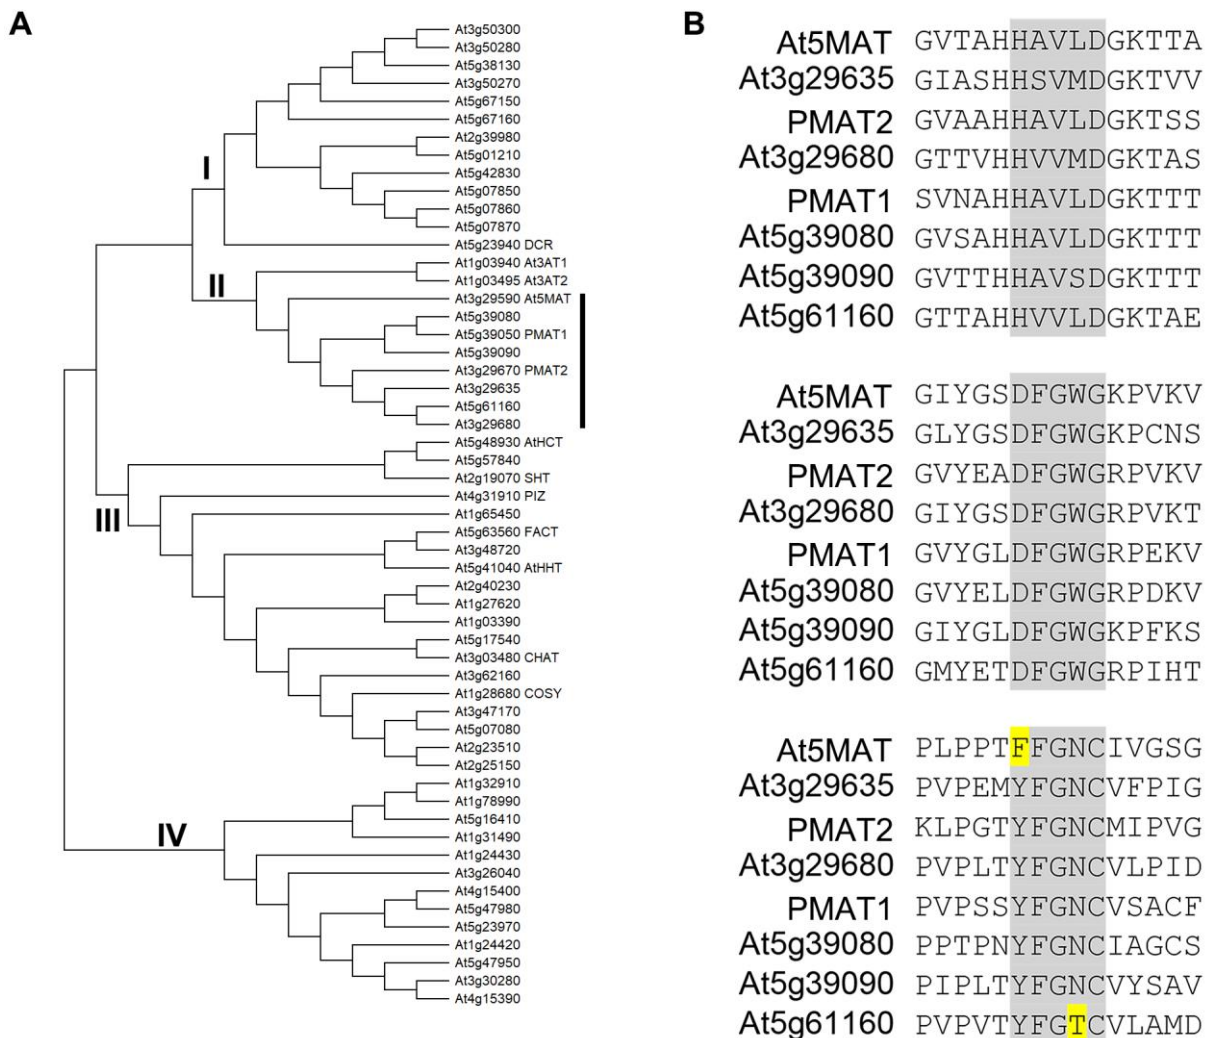 A
At3g50300
At3g50280
At5g38130
At3g50270
At5g67150
At5g67160
At2g39980
At5g01210
I
At5g42830
At5g07850
At5g07860
At5g07870
At5g23940 DCR
At1g03940 At3AT1
II
At1g03495 At3AT2
At3g29590 At5MAT
At5g39080
At5g39050 PMAT1
At5g39090
At3g29670 PMAT2
At3g29635
At5g61160
At3g29680
At5g48930 AtHCT
At5g57840
At2g19070 SHT
At4g31910 PIZ
III
At1g65450
At5g63560 FACT
At3g48720
At5g41040 AtHHT
At2g40230
At1g27620
At1g03390
At5g17540
At3g03480 CHAT
At3g62160
At1g28680 COSY
At3g47170
At5g07080
At2g23510
At2g25150
At1g32910
At1g78990
At5g16410
IV
At1g31490
At1g24430
At3g26040
At4g15400
At5g47980
At5g23970
At1g24420
At5g47950
At3g30280
At4g15390
B
At5MAT GVTAHHAVLDGKTTA
At3g29635 GIASHHSVMDGKTVV
PMAT2 GVAAHHAVLDGKTSS
At3g29680 GTTVHHVVMDGKTAS
PMAT1 SVNAHHAVLDGKTTT
At5g39080 GVSAHHAVLDGKTTT
At5g39090 GVTTHHAVSDGKTTT
At5g61160 GTTAHHVVLDGKTAE
At5MAT GIYGSDFGWGKPVKV
At3g29635 GLYGSDFGWGKPCNS
PMAT2 GVYEADFGWGRPVKV
At3g29680 GIYGSDFGWGRPVKT
PMAT1 GVYGLDFGWGRPEKV
At5g39080 GVYELDFGWGRPDKV
At5g39090 GIYGLDFGWGKPFKS
At5g61160 GMYETDFGWGRPIHT
At5MAT PLPPTFFGNCIVGSG
At3g29635 PVPEMYFGNCVFPIG
PMAT2 KLPGTYFGNCMIPVG
At3g29680 PVPLTYFGNCVLPID
PMAT1 PVPSSYFGNCVSACF
At5g39080 PPTPNYFGNCIAGCS
At5g39090 PIPLTYFGNCVYSAV
At5g61160 PVPVTYFGTCVLAMD